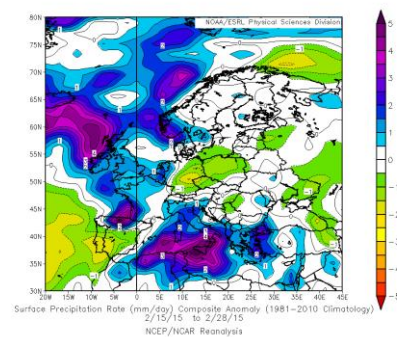 NOAA/ESRL Physical Sciences Division
80N
75N
70N
65N
60N
55N
50N
45N
40N
35N
30N
20W 15W 10W 5W 0 5E 10E 15E 20E 25E 30E 35E 40E 45E
5
4
3
2
1
0
-1
-2
-3
-4
-5
Surface Precipitation Rate (mm/day) Composite Anomaly (1981-2010 Climatology)
2/15/15 to 2/28/15
NCEP/NCAR Reanalysis